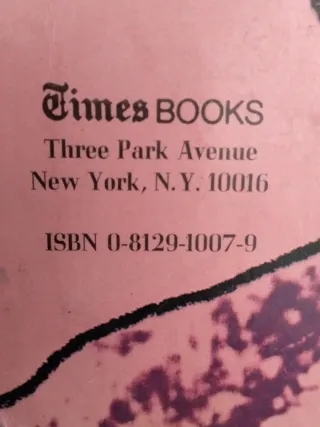 Times BOOKS
Three Park Avenue
New York, N.Y. 10016
ISBN 0-8129-1007-9